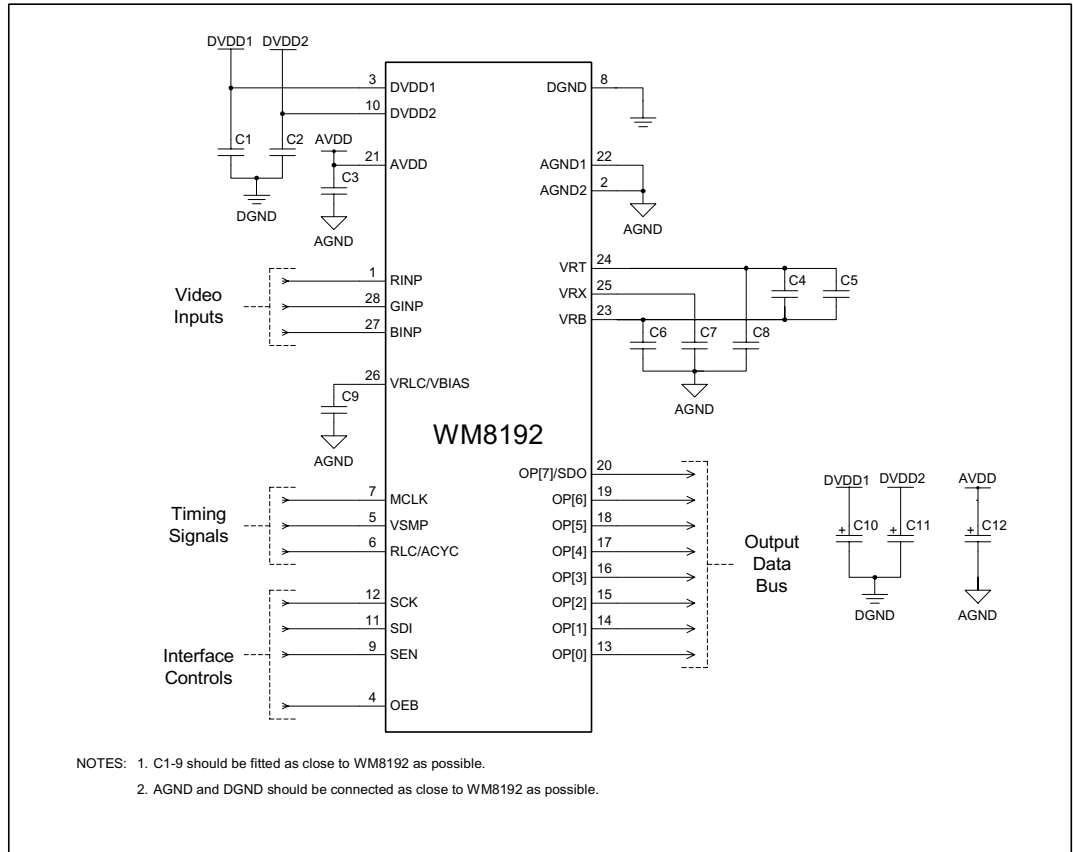 DVDD1 DVDD2
3 DVDD1
10 DVDD2
C1 C2
DGND
AVDD
21 AVDD
C3
AGND
DGND 8
AGND1 22
AGND2 2
AGND
Video
Inputs
1 RINP
28 GINP
27 BINP
VRT 24
VRX 25
VRB 23
C4 C5
C6 C7 C8
AGND
26 VRLC/VBIAS
C9
AGND
WM8192
Timing
Signals
7 MCLK
5 VSMP
6 RLC/ACYC
Interface
Controls
12 SCK
11 SDI
9 SEN
4 OEB
OP[7]/SDO 20
OP[6] 19
OP[5] 18
OP[4] 17
OP[3] 16
OP[2] 15
OP[1] 14
OP[0] 13
Output
Data
Bus
DVDD1 DVDD2 AVDD
+ C10 + C11 + C12
DGND AGND
NOTES: 1. C1-9 should be fitted as close to WM8192 as possible.
2. AGND and DGND should be connected as close to WM8192 as possible.